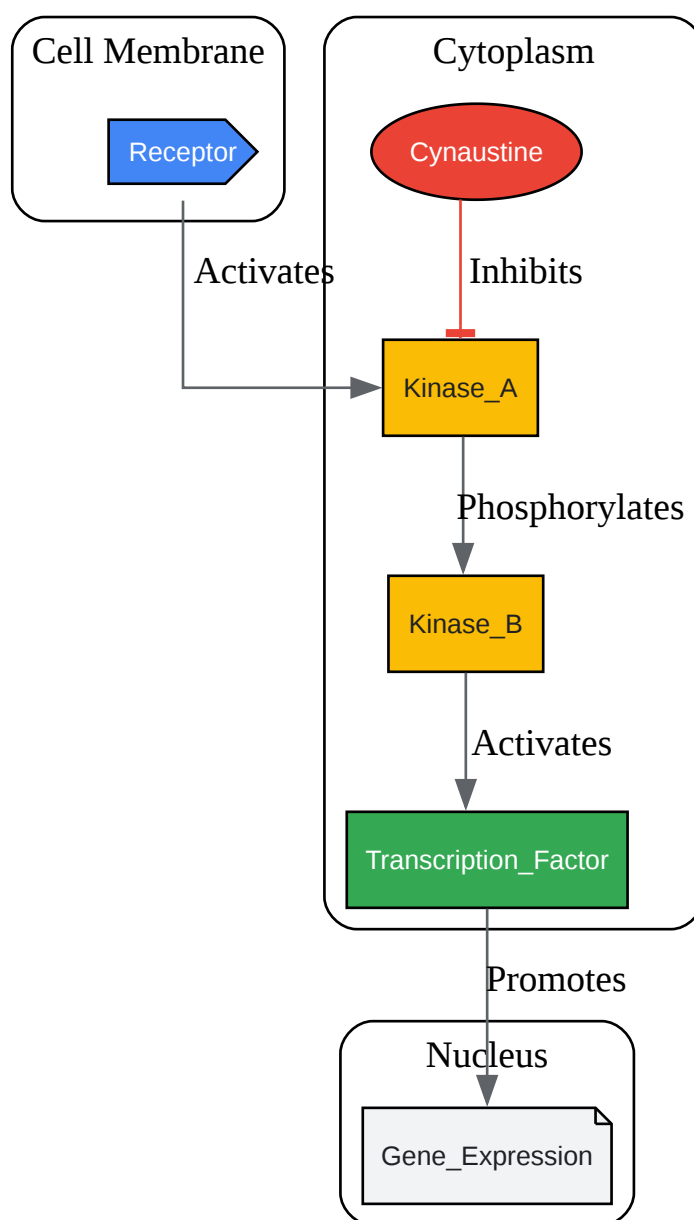 Cell Membrane
Cytoplasm
Receptor
Cynaustine
Activates
Inhibits
Kinase_A
Phosphorylates
Kinase_B
Activates
Transcription_Factor
Promotes
Nucleus
Gene_Expression